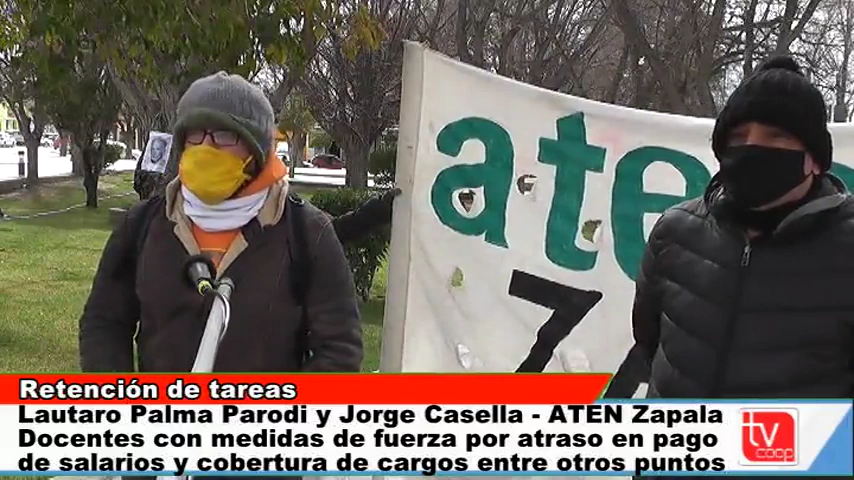 ate
Z
Retención de tareas
Lautaro Palma Parodi y Jorge Casella - ATEN Zapala
Docentes con medidas de fuerza por atraso en pago
de salarios y cobertura de cargos entre otros puntos
tv
coop